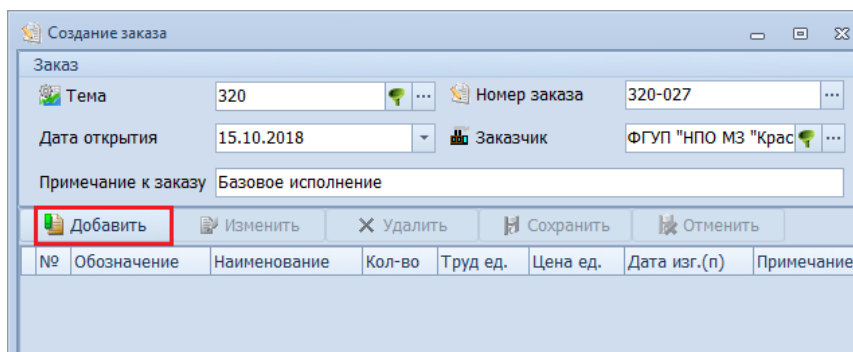 Создание заказа
Заказ
Тема 320 ... Номер заказа 320-027 ...
Дата открытия 15.10.2018 Заказчик ФГУП "НПО МЗ "Крас ...
Примечание к заказу Базовое исполнение
Добавить Изменить Удалить Сохранить Отменить
№ Обозначение Наименование Кол-во Труд ед. Цена ед. Дата изг.(п) Примечание